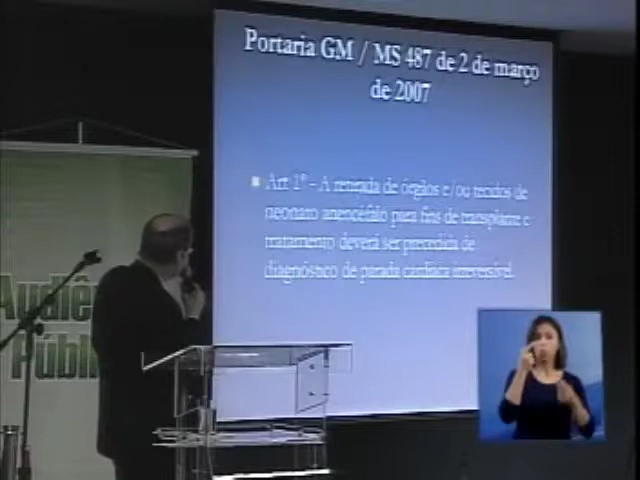 Portaria GM / MS 487 de 2 de março
de 2007
Art 1º - A retirada de órgãos e/ou tecidos de
neonato anencéfalo para fins de transplante e
tratamento deverá ser precedida de
diagnóstico de parada cardíaca irreversível.
Audiê
Públi